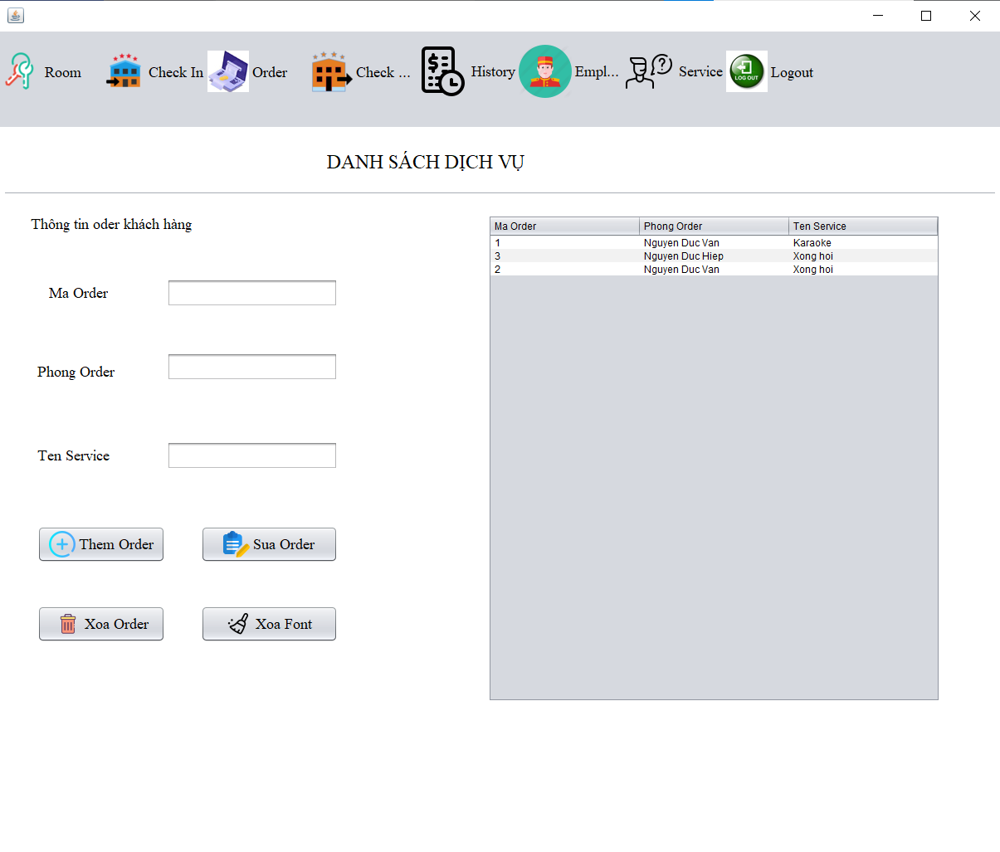 Room Check In Order Check ... History Empl... Service LOG OUT Logout
DANH SÁCH DỊCH VỤ
Thông tin oder khách hàng
Ma Order
Phong Order
Ten Service
Them Order Sua Order
Xoa Order Xoa Font
Ma Order Phong Order Ten Service
1 Nguyen Duc Van Karaoke
3 Nguyen Duc Hiep Xong hoi
2 Nguyen Duc Van Xong hoi